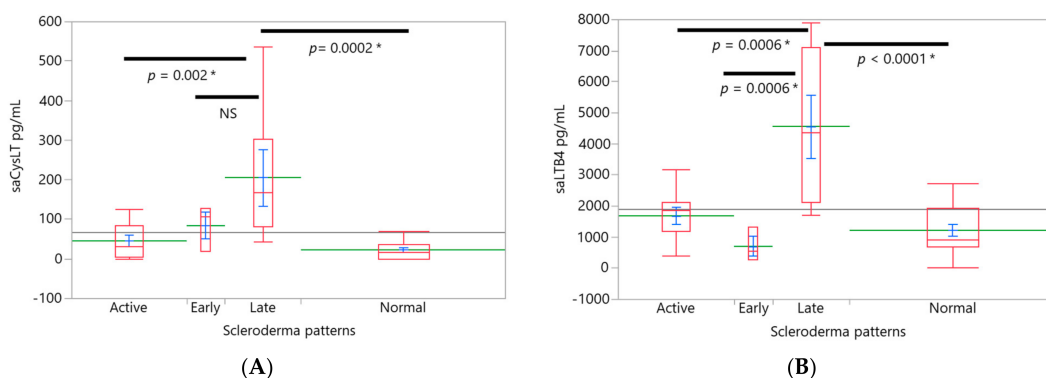 A
600
500
400
300
200
100
0
-100
saCysLT pg/mL
p= 0.0002 *
p = 0.002 *
NS
Active
Early
Late
Normal
Scleroderma patterns
(A)
B
8000
7000
6000
5000
4000
3000
2000
1000
0
-1000
saLTB4 pg/mL
p = 0.0006 *
p < 0.0001 *
p = 0.0006 *
Active
Early
Late
Normal
Scleroderma patterns
(B)